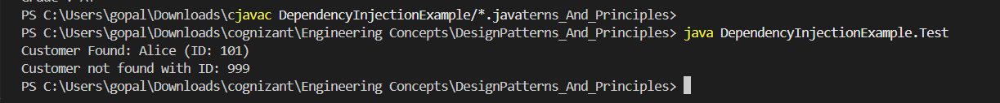 PS C:\Users\gopal\Downloads\cjavac DependencyInjectionExample/*.javaterns_And_Principles>
PS C:\Users\gopal\Downloads\cognizant\Engineering Concepts\DesignPatterns_And_Principles> java DependencyInjectionExample.Test
Customer Found: Alice (ID: 101)
Customer not found with ID: 999
PS C:\Users\gopal\Downloads\cognizant\Engineering Concepts\DesignPatterns_And_Principles>